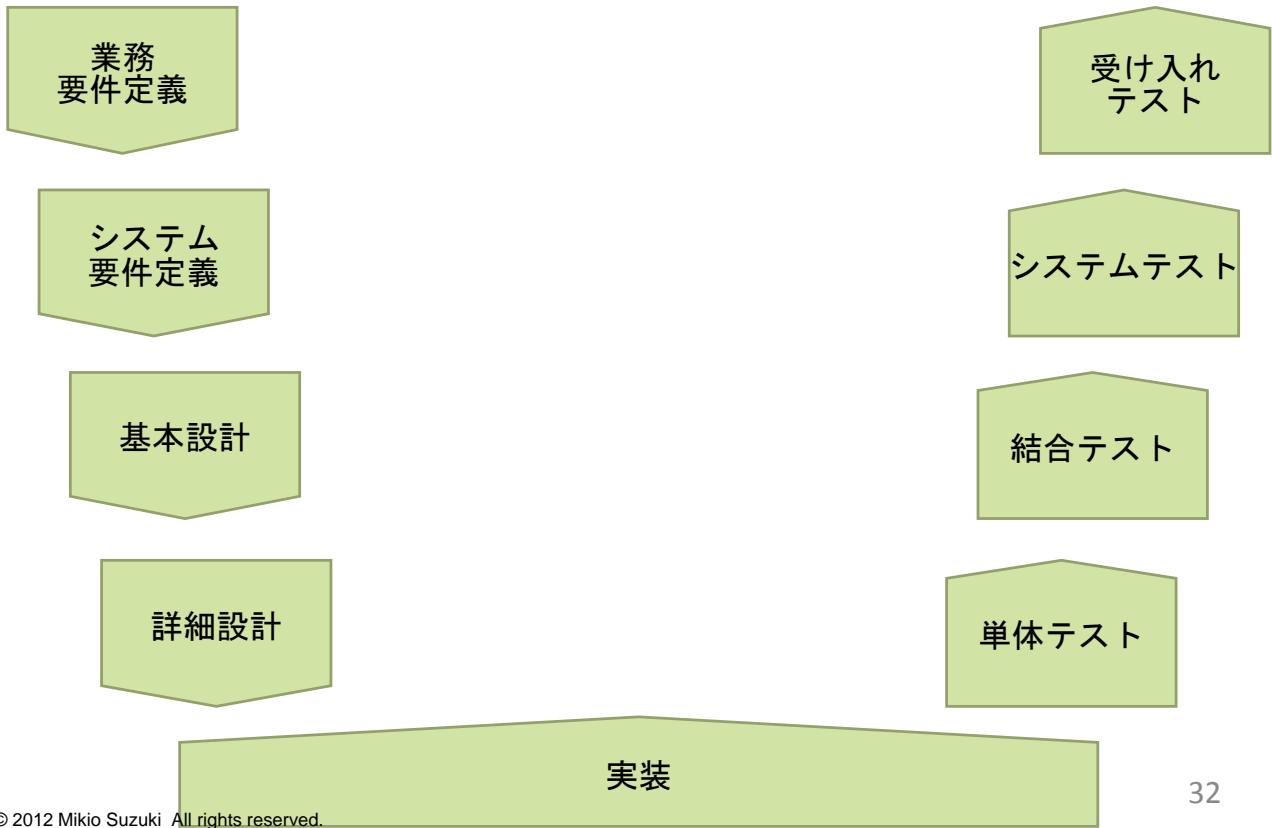 業務
要件定義
受け入れ
テスト
システム
要件定義
システムテスト
基本設計
結合テスト
詳細設計
単体テスト
実装
32
© 2012 Mikio Suzuki All rights reserved.